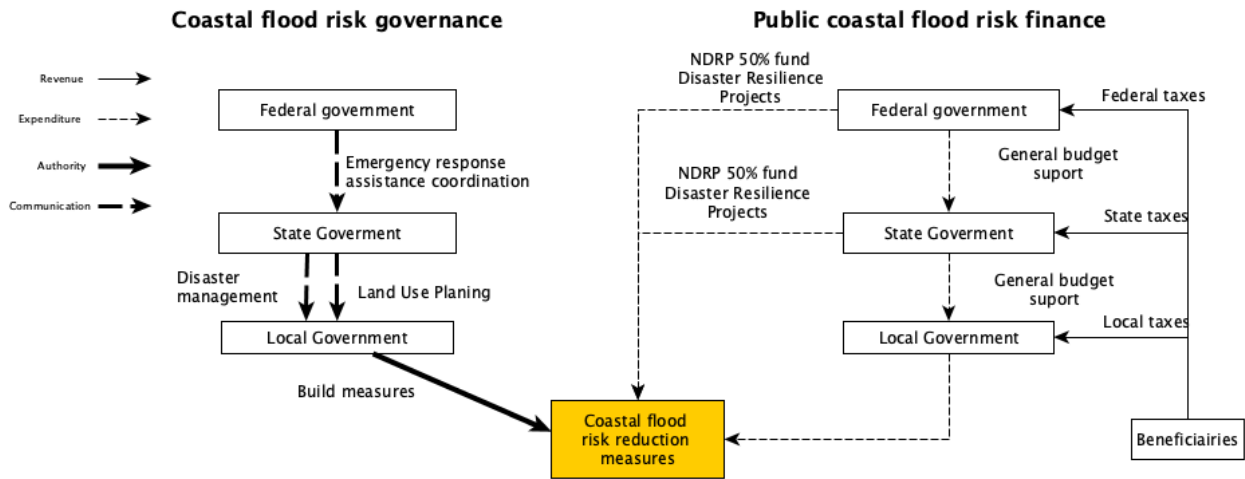 Coastal flood risk governance
Public coastal flood risk finance
Revenue
Expenditure
Authority
Communication
Federal government
Emergency response
assistance coordination
State Goverment
Disaster
management
Land Use Planing
Local Government
Build measures
NDRP 50% fund
Disaster Resilience
Projects
Federal government
Federal taxes
General budget
suport
NDRP 50% fund
Disaster Resilience
Projects
State Goverment
State taxes
General budget
suport
Local Government
Local taxes
Coastal flood
risk reduction
measures
Beneficiairies